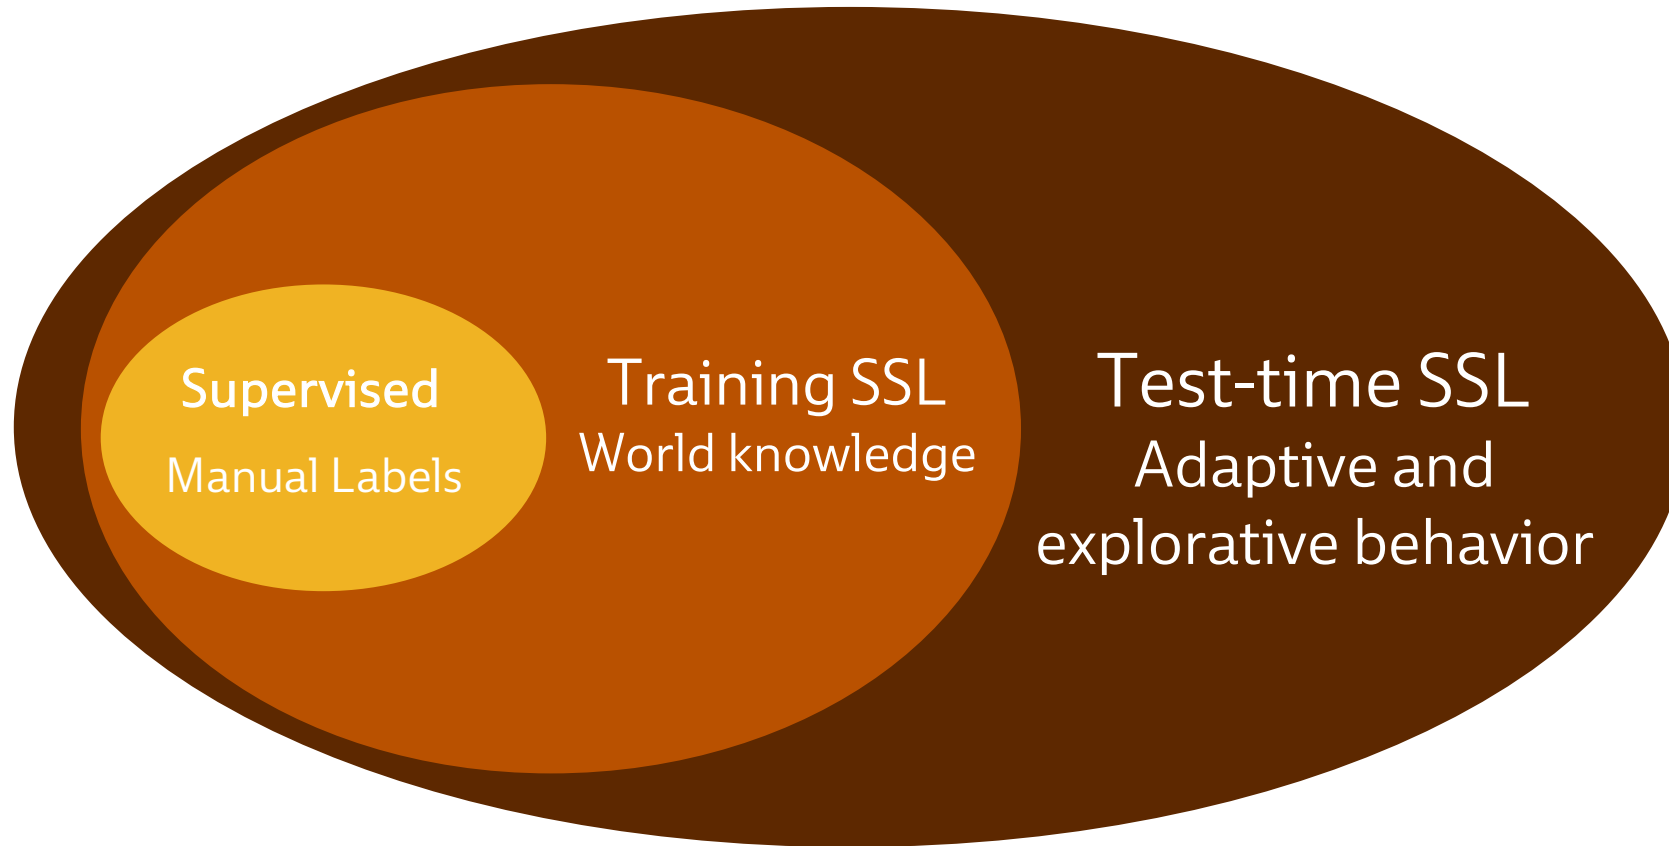 Supervised
Manual Labels
Training SSL
World knowledge
Test-time SSL
Adaptive and
explorative behavior